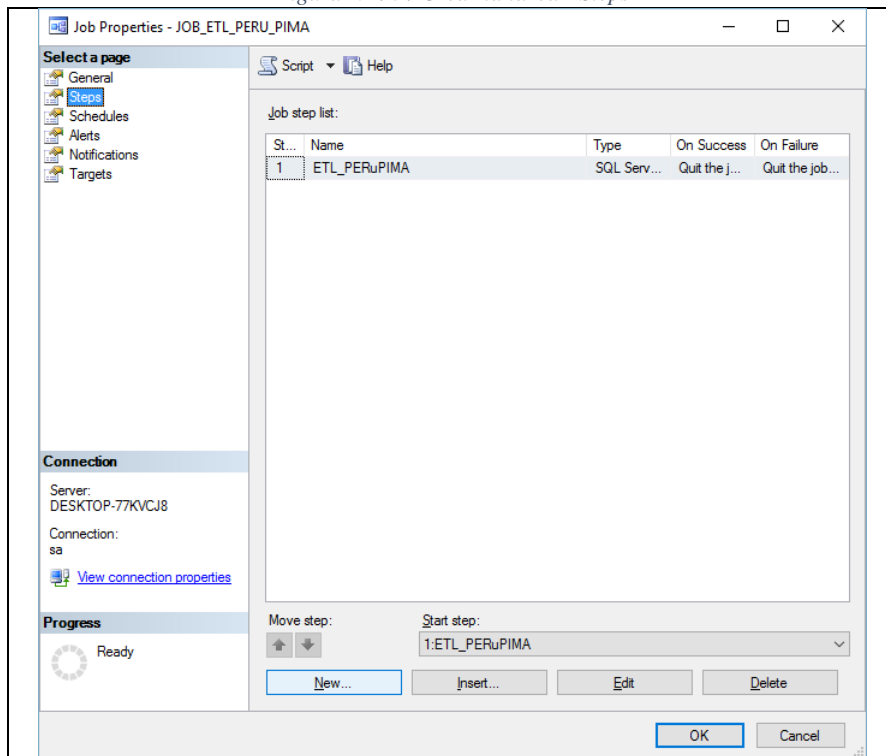 Job Properties - JOB_ETL_PERU_PIMA
Select a page
General
Steps
Schedules
Alerts
Notifications
Targets
Script Help
Job step list:
St... Name Type On Success On Failure
1 ETL_PERuPIMA SQL Serv... Quit the j... Quit the job...
Connection
Server:
DESKTOP-77KVCJ8
Connection:
sa
View connection properties
Progress
Ready
Move step: Start step:
1:ETL_PERuPIMA
New... Insert... Edit Delete
OK Cancel